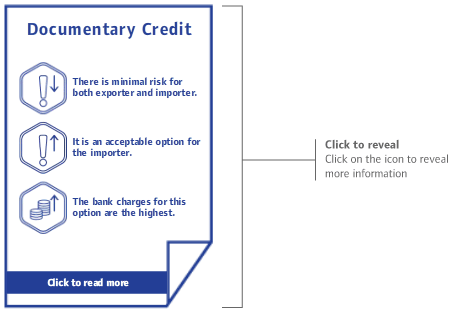 Documentary Credit
There is minimal risk for
both exporter and importer.
It is an acceptable option for
the importer.
The bank charges for this
option are the highest.
Click to read more
Click to reveal
Click on the icon to reveal
more information